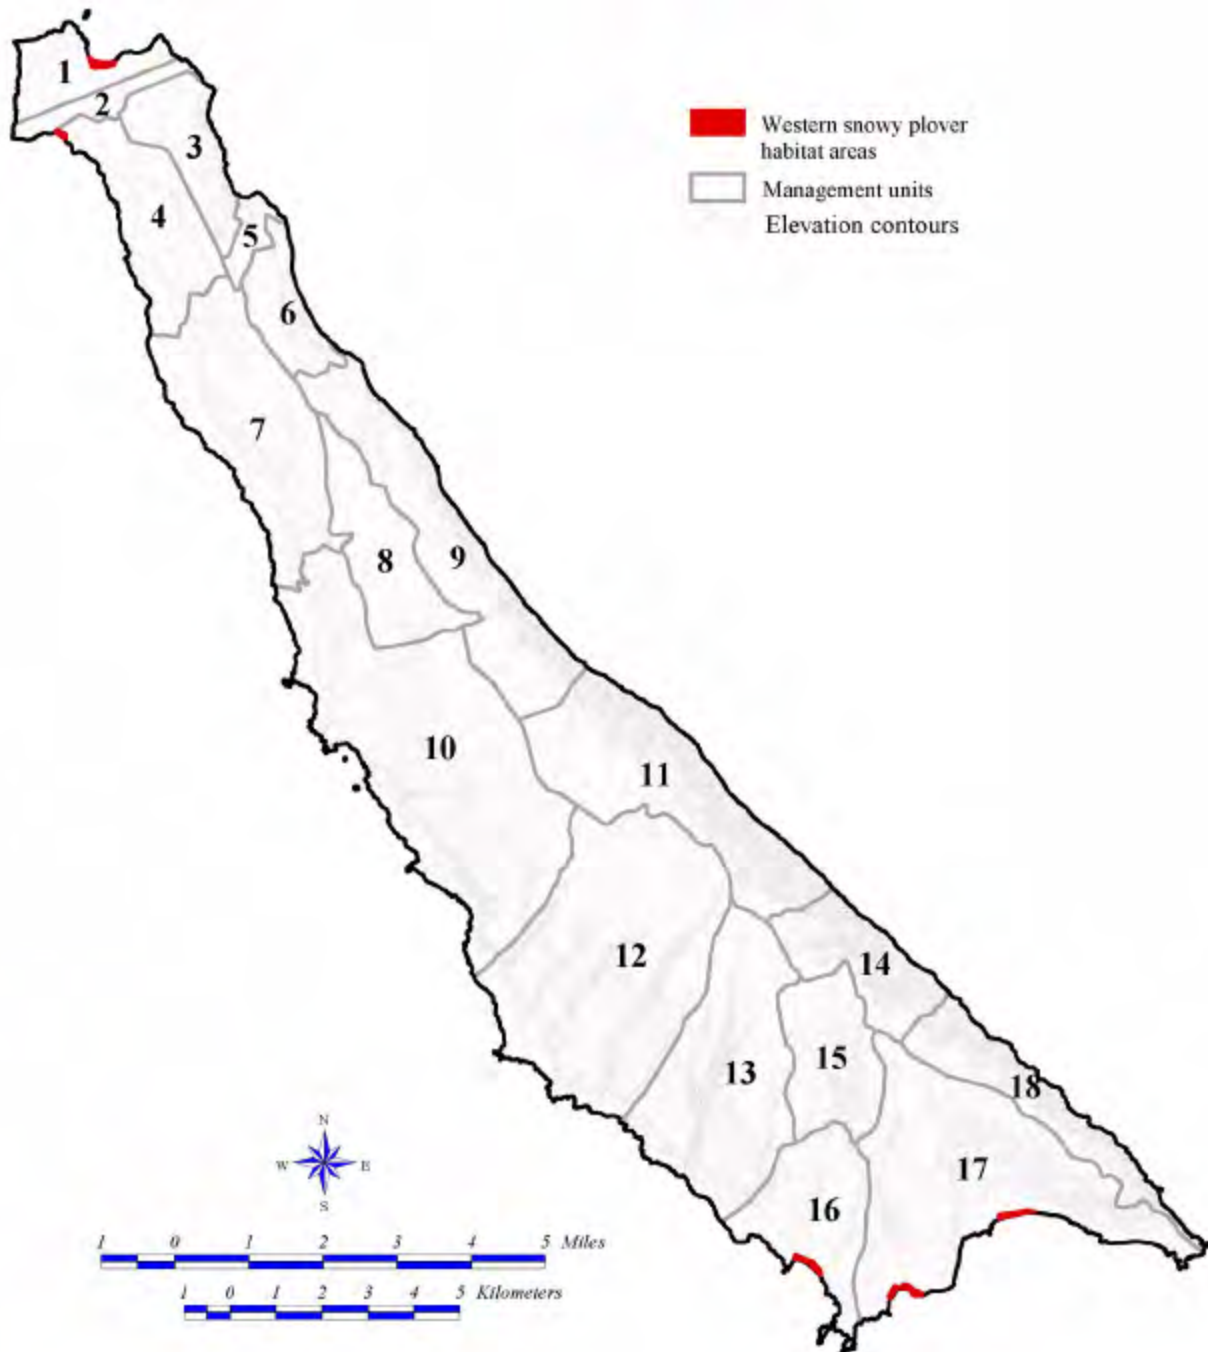 1
2
3
Western snowy plover
habitat areas
Management units
Elevation contours
4
5
6
7
8
9
10
11
12
13
14
15
16
17
18
N
W E
S
1 0 1 2 3 4 5 Miles
1 0 1 2 3 4 5 Kilometers